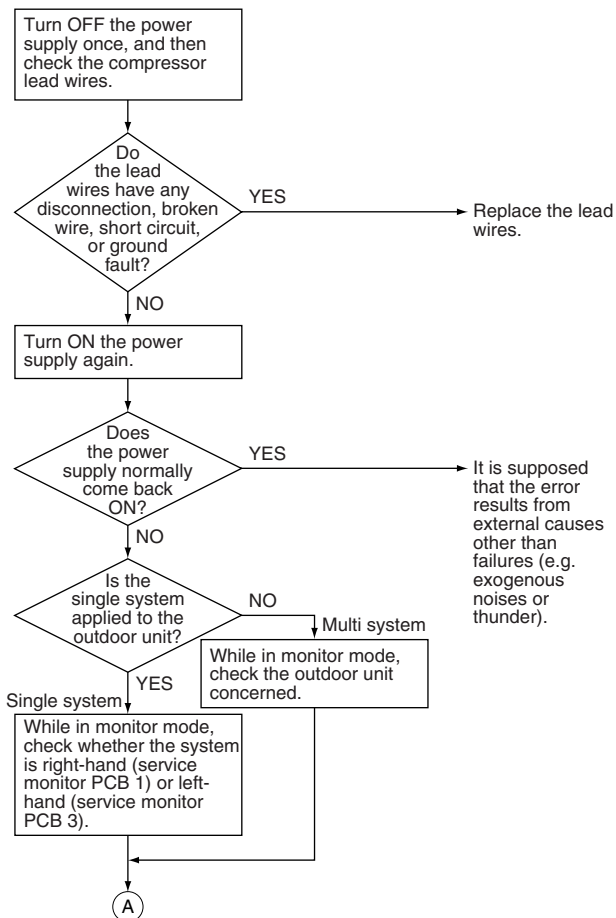 Turn OFF the power
supply once, and then
check the compressor
lead wires.
Do
the lead
wires have any
disconnection, broken
wire, short circuit,
or ground
fault?
YES
Replace the lead
wires.
NO
Turn ON the power
supply again.
Does
the power
supply normally
come back
ON?
YES
It is supposed
that the error
results from
external causes
other than
failures (e.g.
exogenous
noises or
thunder).
NO
Is the
single system
applied to the
outdoor unit?
NO
Multi system
While in monitor mode,
check the outdoor unit
concerned.
YES
Single system
While in monitor mode,
check whether the system
is right-hand (service
monitor PCB 1) or left-
hand (service monitor
PCB 3).
A